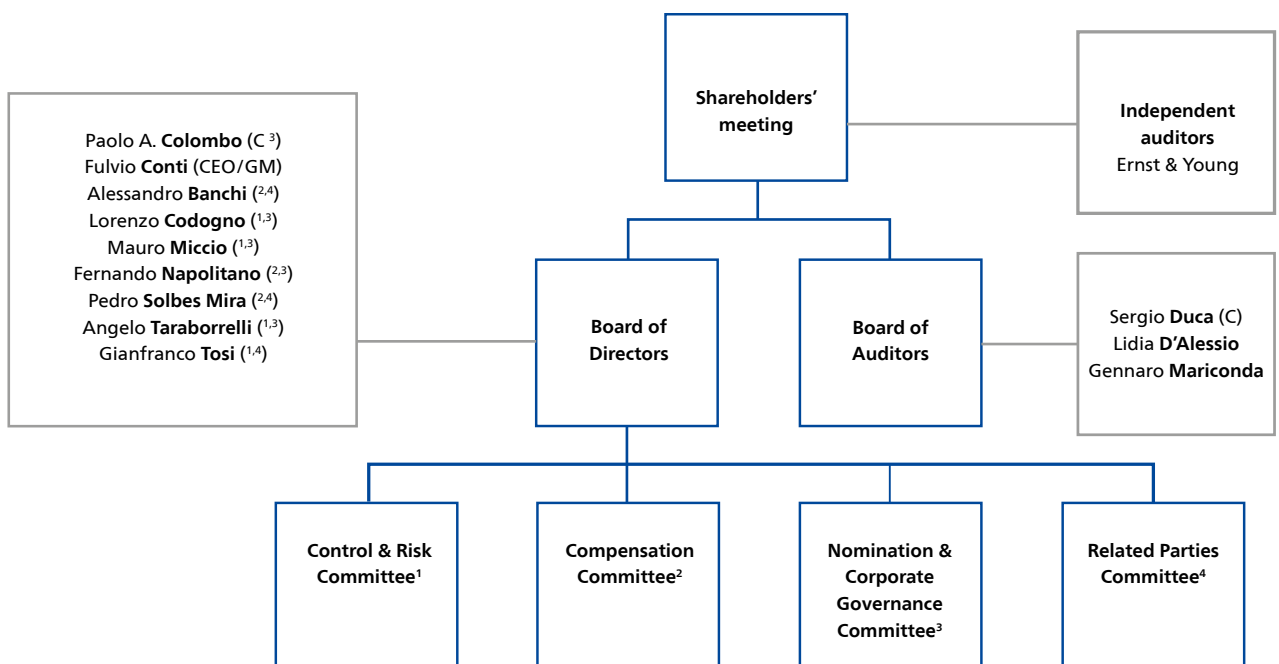 Shareholders'
meeting
Independent
auditors
Ernst & Young
Paolo A. Colombo (C ³)
Fulvio Conti (CEO/GM)
Alessandro Banchi (²,⁴)
Lorenzo Codogno (¹,³)
Mauro Miccio (¹,³)
Fernando Napolitano (²,³)
Pedro Solbes Mira (²,⁴)
Angelo Taraborrelli (¹,³)
Gianfranco Tosi (¹,⁴)
Board of
Directors
Board of
Auditors
Sergio Duca (C)
Lidia D'Alessio
Gennaro Mariconda
Control & Risk
Committee¹
Compensation
Committee²
Nomination &
Corporate
Governance
Committee³
Related Parties
Committee⁴